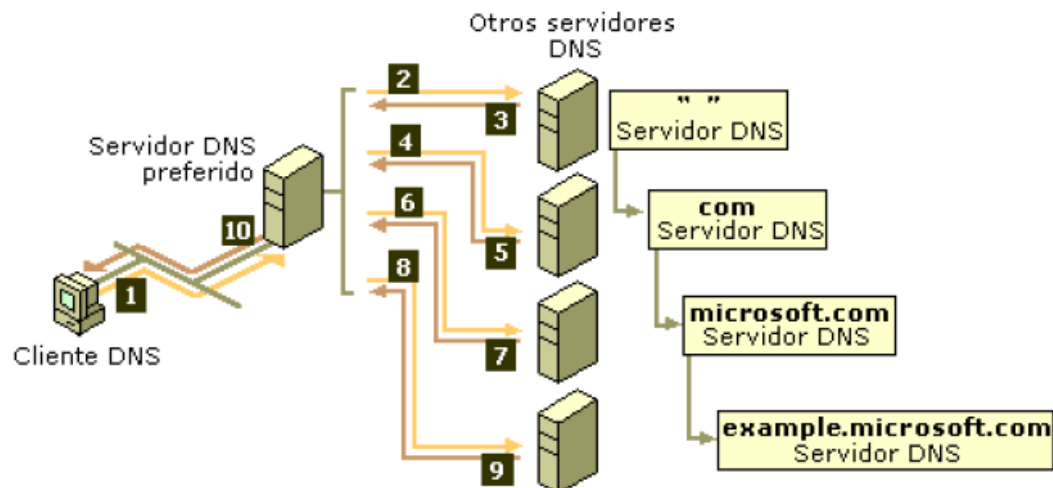 Otros servidores
DNS
2
3
" "
Servidor DNS
Servidor DNS
preferido
4
5
com
Servidor DNS
6
7
10
8
1
microsoft.com
Servidor DNS
Cliente DNS
9
example.microsoft.com
Servidor DNS